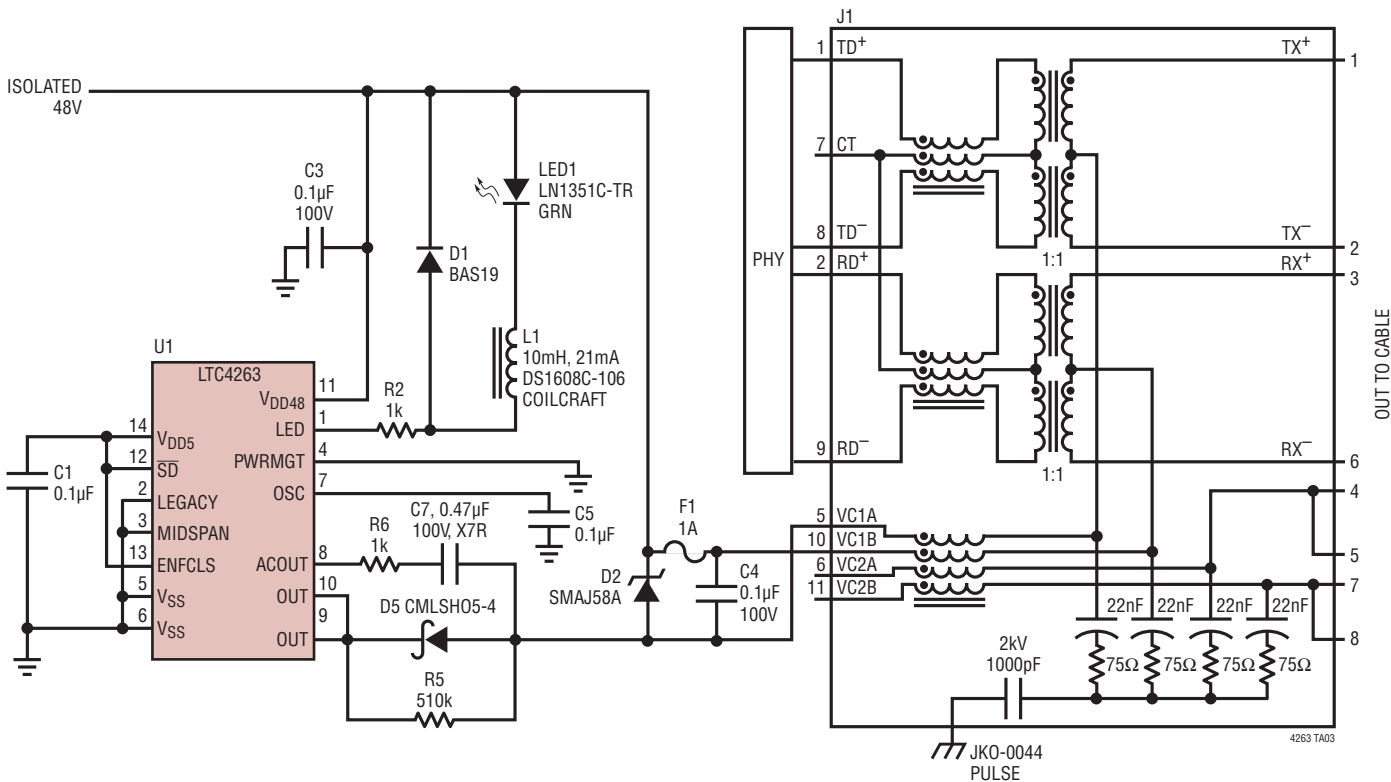 J1
1 TD+
TX+ 1
ISOLATED
48V
7 CT
C3
0.1µF
100V
LED1
LN1351C-TR
GRN
8 TD−
TX− 2
D1
BAS19
PHY
2 RD+
1:1
RX+ 3
OUT TO CABLE
U1
LTC4263
L1
10mH, 21mA
DS1608C-106
COILCRAFT
R2
1k
11 VDD48
1 LED
14 VDD5
4 PWRMGT
12 SD
9 RD−
RX− 6
1:1
C1
0.1µF
7 OSC
2 LEGACY
3 MIDSPAN
C7, 0.47µF
100V, X7R
R6
1k
C5
0.1µF
F1
1A
4
5 VC1A
10 VC1B
6 VC2A
11 VC2B
5
7
8
13 ENFCLS
8 ACOUT
5 VSS
10 OUT
6 VSS
9 OUT
D5 CMLSHO5-4
D2
SMAJ58A
C4
0.1µF
100V
22nF 22nF 22nF 22nF
75Ω 75Ω 75Ω 75Ω
2kV
1000pF
R5
510k
4263 TA03
JKO-0044
PULSE